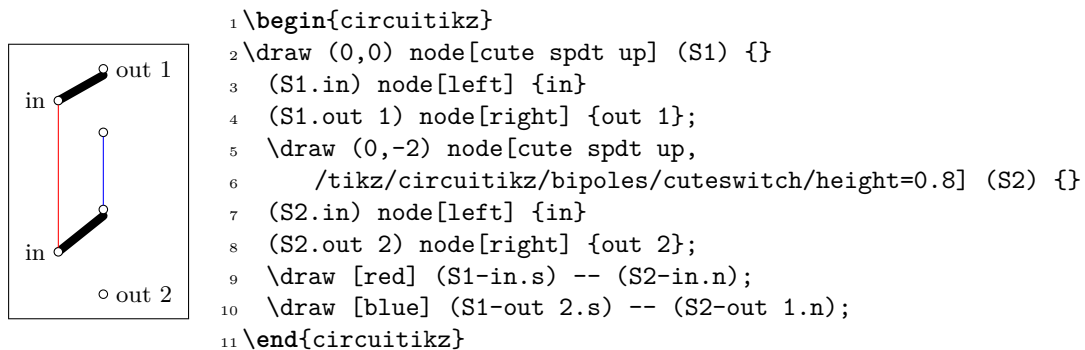 out 1
in
in
out 2
1 \begin{circuitikz}
2 \draw (0,0) node[cute spdt up] (S1) {}
3 (S1.in) node[left] {in}
4 (S1.out 1) node[right] {out 1};
5 \draw (0,-2) node[cute spdt up,
6 /tikz/circuitikz/bipoles/cuteswitch/height=0.8] (S2) {}
7 (S2.in) node[left] {in}
8 (S2.out 2) node[right] {out 2};
9 \draw [red] (S1-in.s) -- (S2-in.n);
10 \draw [blue] (S1-out 2.s) -- (S2-out 1.n);
11 \end{circuitikz}